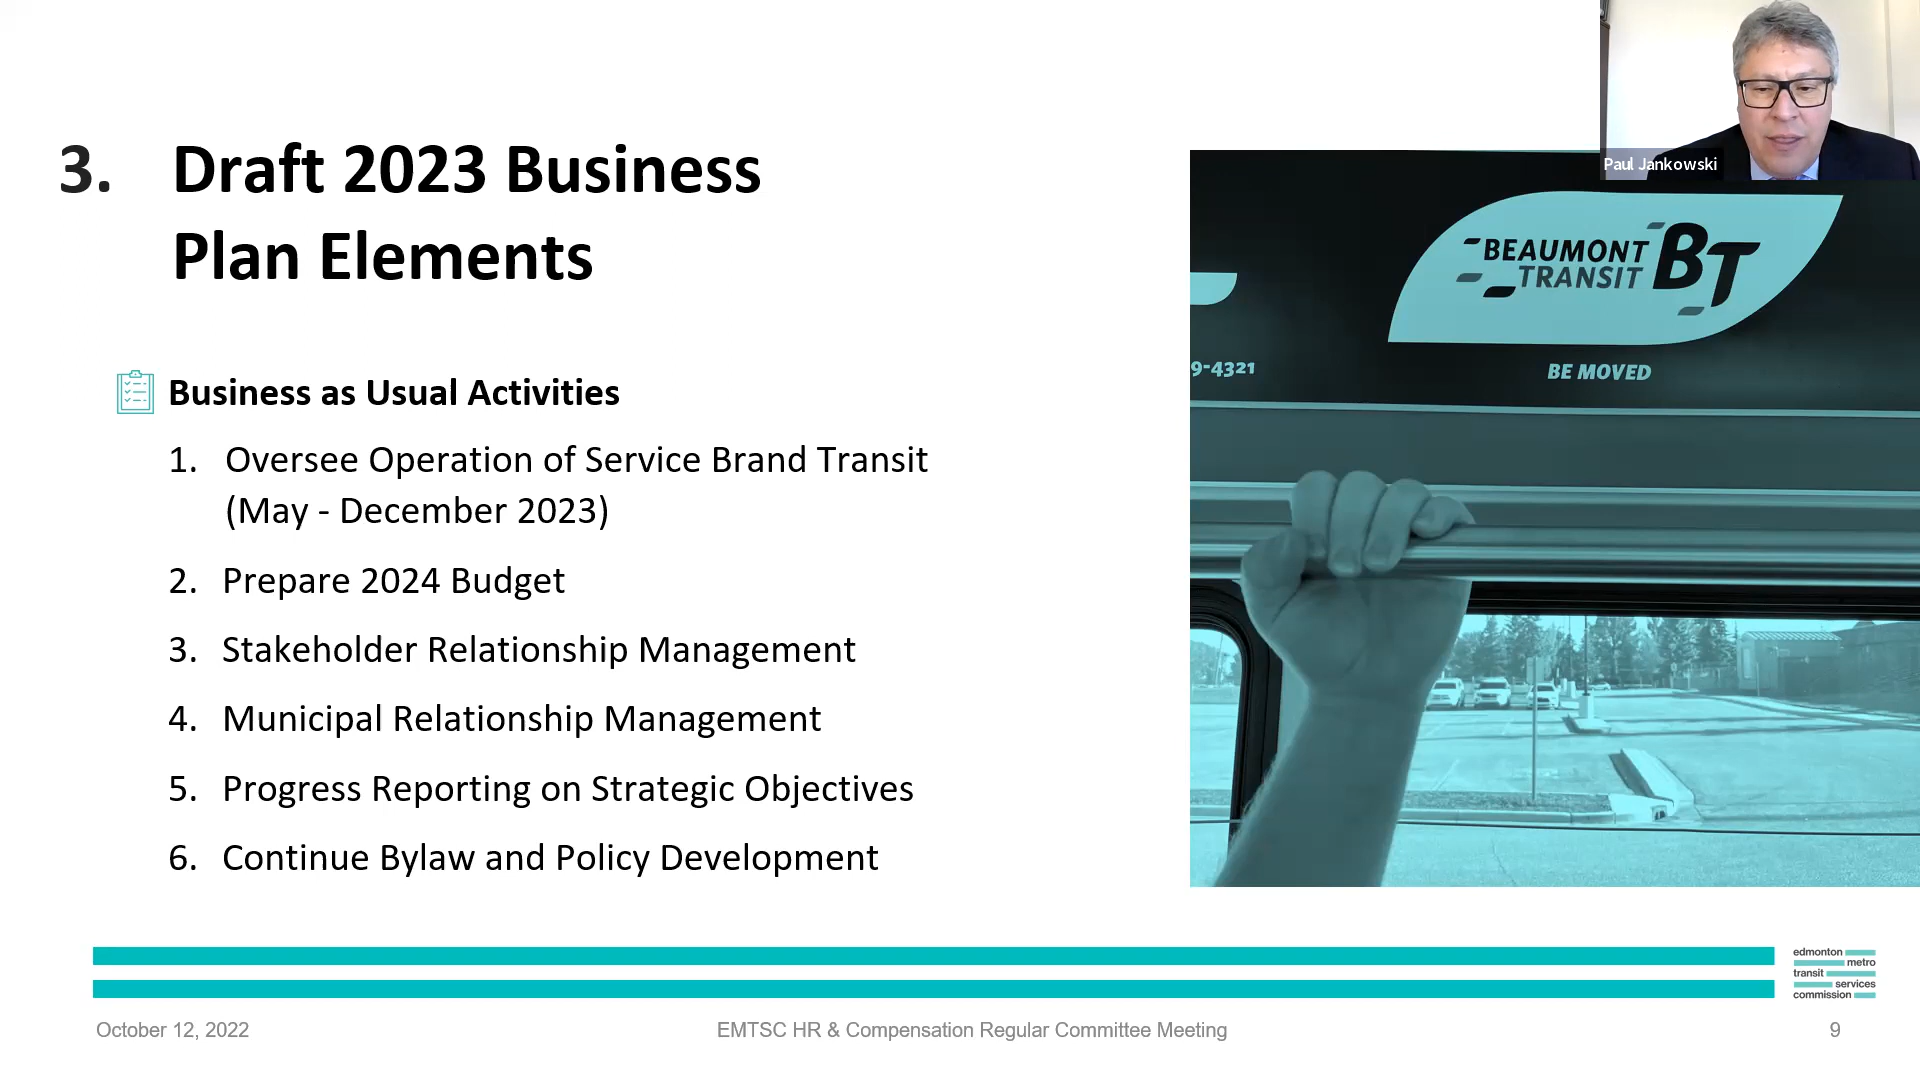 Paul Jankowski
3. Draft 2023 Business
Plan Elements
Business as Usual Activities
1. Oversee Operation of Service Brand Transit
(May - December 2023)
2. Prepare 2024 Budget
3. Stakeholder Relationship Management
4. Municipal Relationship Management
5. Progress Reporting on Strategic Objectives
6. Continue Bylaw and Policy Development
BEAUMONT
TRANSIT
BT
9-4321
BE MOVED
edmonton
metro
transit
services
commission
October 12, 2022
EMTSC HR & Compensation Regular Committee Meeting
9